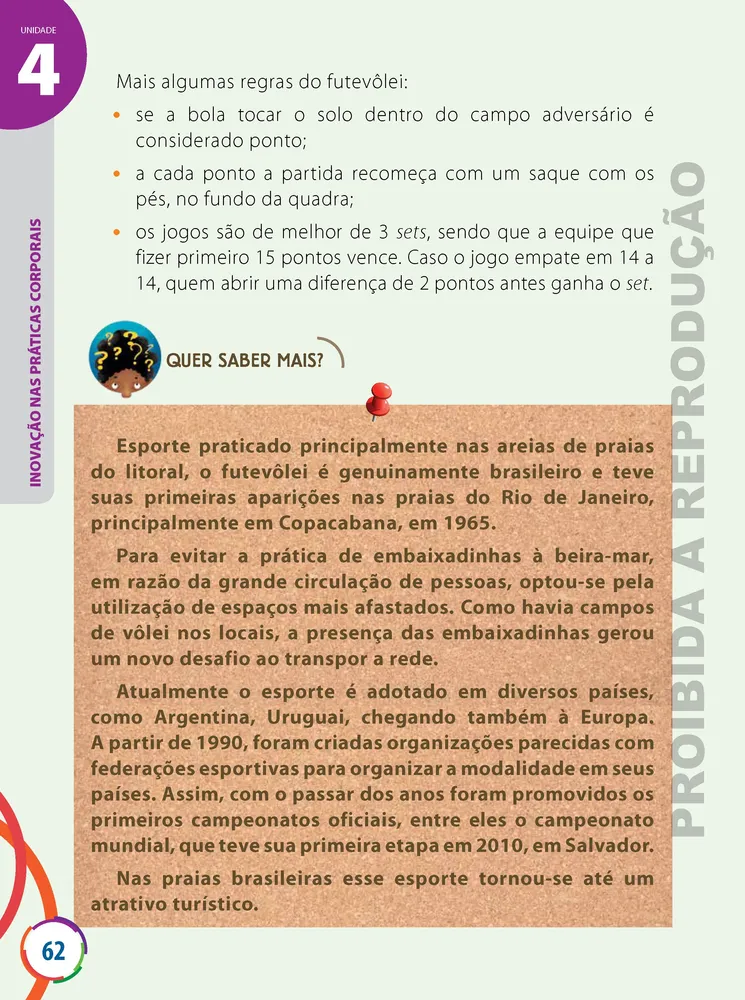 UNIDADE
4
INOVAÇÃO NAS PRÁTICAS CORPORAIS
Mais algumas regras do futevôlei:
• se a bola tocar o solo dentro do campo adversário é
considerado ponto;
• a cada ponto a partida recomeça com um saque com os
pés, no fundo da quadra;
• os jogos são de melhor de 3 sets, sendo que a equipe que
fizer primeiro 15 pontos vence. Caso o jogo empate em 14 a
14, quem abrir uma diferença de 2 pontos antes ganha o set.
QUER SABER MAIS?
Esporte praticado principalmente nas areias de praias
do litoral, o futevôlei é genuinamente brasileiro e teve
suas primeiras aparições nas praias do Rio de Janeiro,
principalmente em Copacabana, em 1965.
Para evitar a prática de embaixadinhas à beira-mar,
em razão da grande circulação de pessoas, optou-se pela
utilização de espaços mais afastados. Como havia campos
de vôlei nos locais, a presença das embaixadinhas gerou
um novo desafio ao transpor a rede.
Atualmente o esporte é adotado em diversos países,
como Argentina, Uruguai, chegando também à Europa.
A partir de 1990, foram criadas organizações parecidas com
federações esportivas para organizar a modalidade em seus
países. Assim, com o passar dos anos foram promovidos os
primeiros campeonatos oficiais, entre eles o campeonato
mundial, que teve sua primeira etapa em 2010, em Salvador.
Nas praias brasileiras esse esporte tornou-se até um
atrativo turístico.
PROIBIDA A REPRODUÇÃO
62